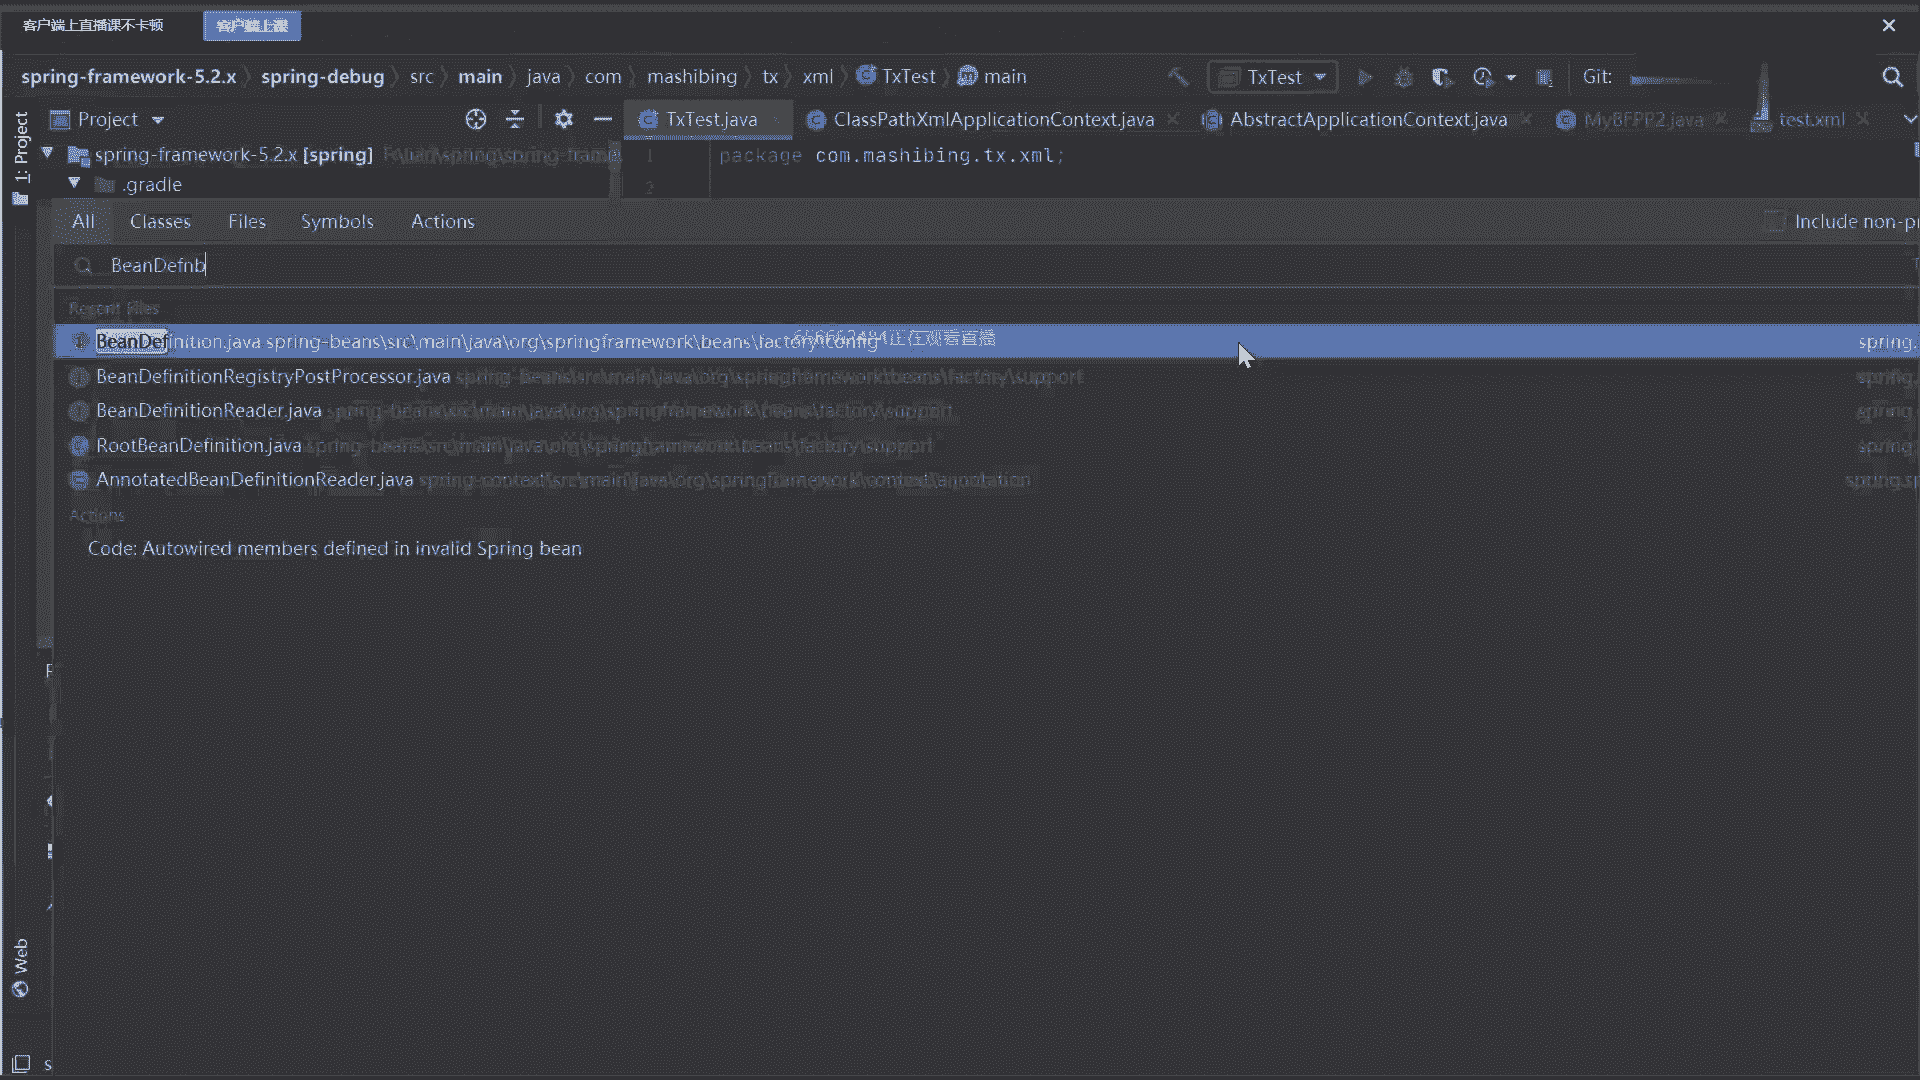 客户端上直播课不卡顿 客户端上课
spring-framework-5.2.x spring-debug src main java com mashibing tx xml TxTest main TxTest Git:
Project TxTest.java ClassPathXmlApplicationContext.java AbstractApplicationContext.java MyBFPP2.java test.xml
1: Project
spring-framework-5.2.x [spring] 1 package com.mashibing.tx.xml;
.gradle 2
All Classes Files Symbols Actions Include non-pr
BeanDefnb
Recent Files
BeanDefinition.java spring-beans\src\main\java\org\springframework\beans\factory\config 正在观看直播 spring.
BeanDefinitionRegistryPostProcessor.java spring-beans\src\main\java\org\springframework\beans\factory\support spring.
BeanDefinitionReader.java spring-beans\src\main\java\org\springframework\beans\factory\support spring.
RootBeanDefinition.java spring-beans\src\main\java\org\springframework\beans\factory\support spring.
AnnotatedBeanDefinitionReader.java spring-context\src\main\java\org\springframework\context\annotation spring.sp
Actions
Code: Autowired members defined in invalid Spring bean
Web